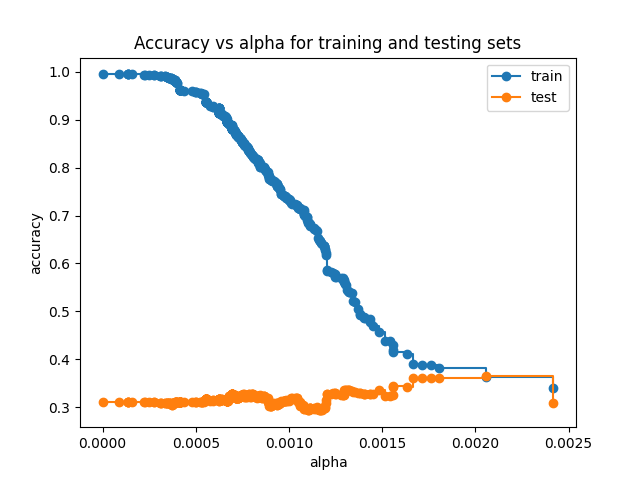 Accuracy vs alpha for training and testing sets
train
test
1.0
0.9
0.8
0.7
0.6
0.5
0.4
0.3
accuracy
0.0000 0.0005 0.0010 0.0015 0.0020 0.0025
alpha